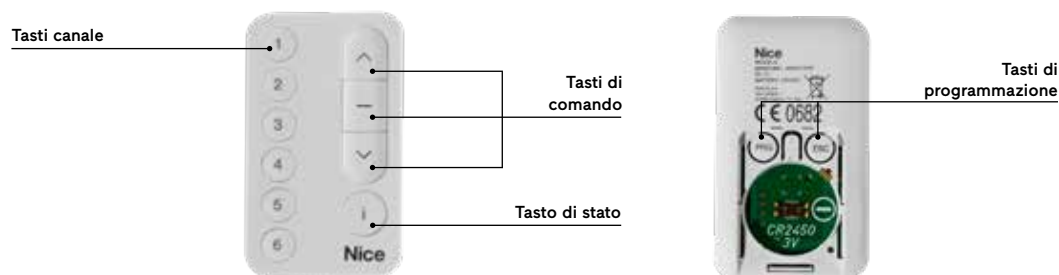 Tasti canale
1
2
3
4
5
6
Tasti di
comando
i
Tasto di stato
Nice
Nice
CE 0682
PRG
ESC
CR2450
3V
Tasti di
programmazione